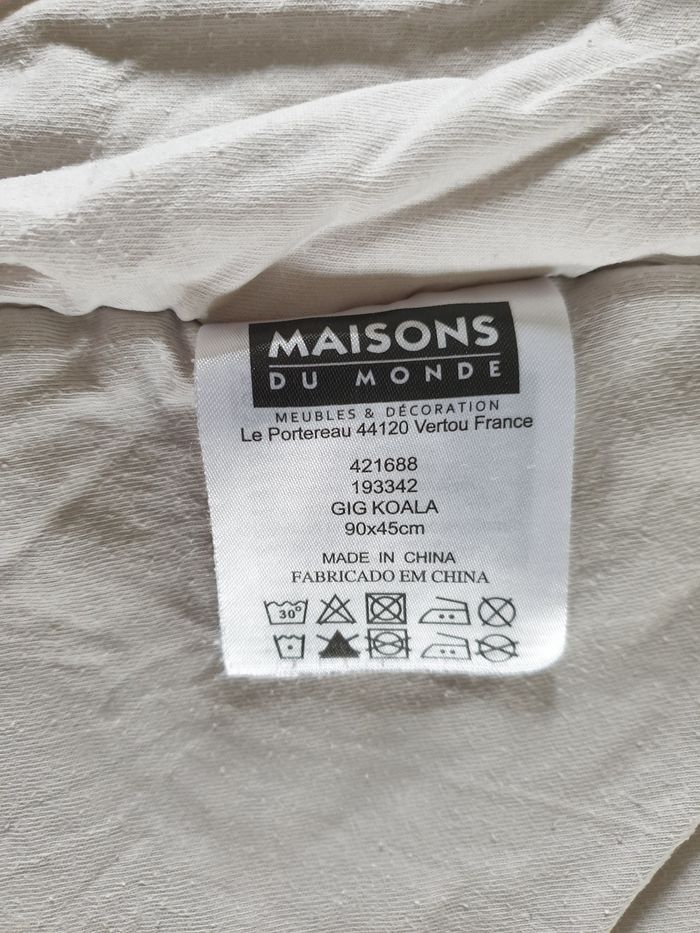 MAISONS
DU MONDE
MEUBLES & DÉCORATION
Le Portereau 44120 Vertou France
421688
193342
GIG KOALA
90x45cm
MADE IN CHINA
FABRICADO EM CHINA
30°